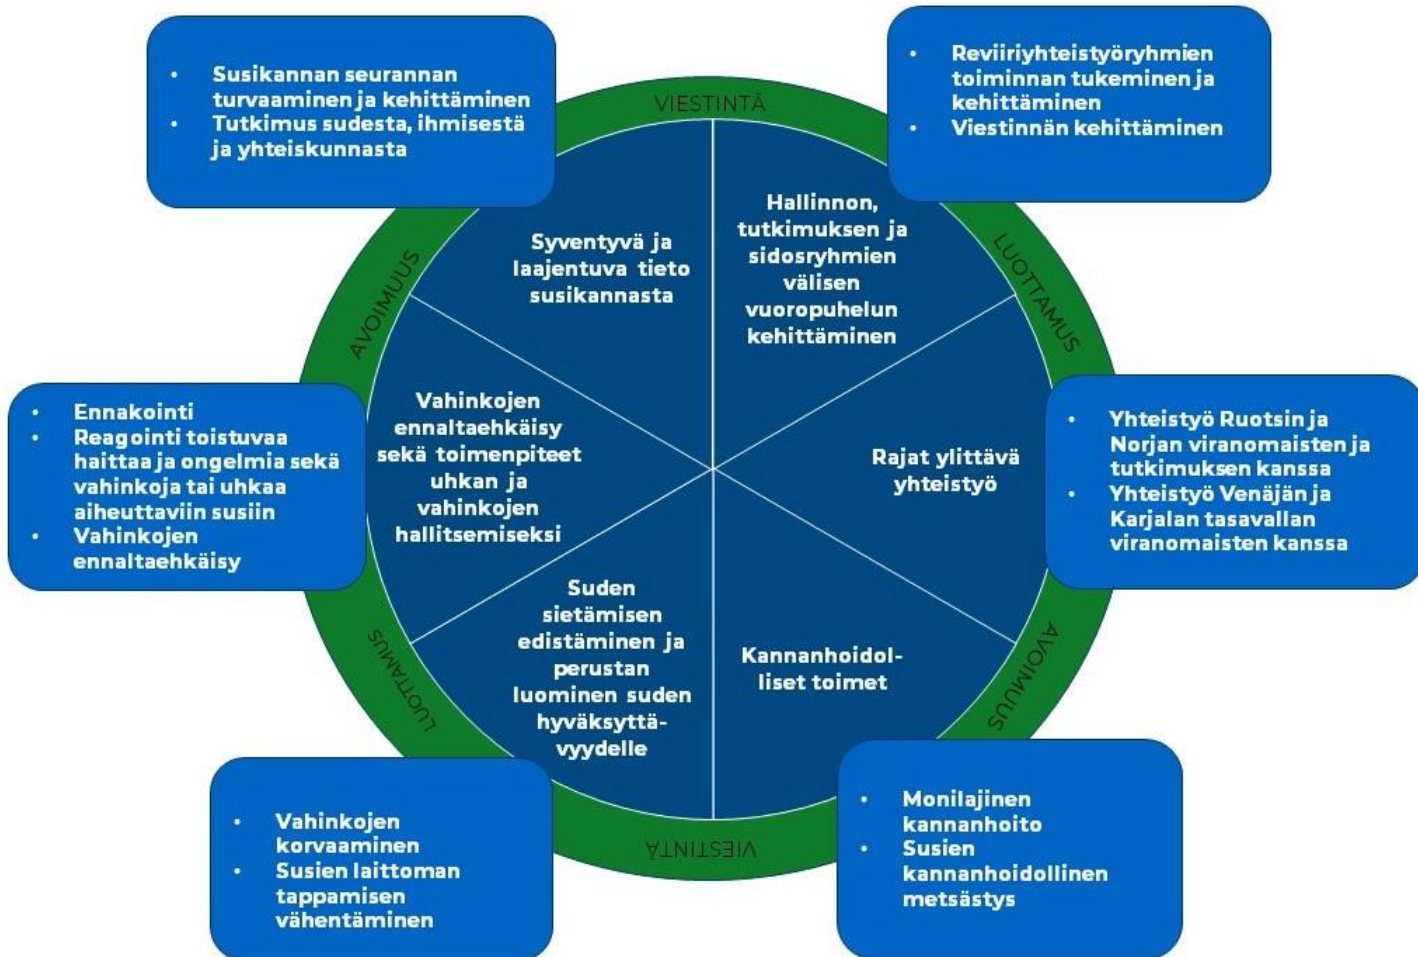 • Susikannan seurannan
turvaaminen ja kehittäminen
• Tutkimus sudesta, ihmisestä
ja yhteiskunnasta
VIESTINTÄ
• Reviiriyhteistyöryhmien
toiminnan tukeminen ja
kehittäminen
• Viestinnän kehittäminen
AVOIMUUS
Syventyvä ja
laajentuva tieto
susikannasta
Hallinnon,
tutkimuksen ja
sidosryhmien
välisen
vuoropuhelun
kehittäminen
LUOTTAMUS
• Ennakointi
• Reagointi toistuvaa
haittaa ja ongelmia sekä
vahinkoja tai uhkaa
aiheuttaviin susiin
• Vahinkojen
ennaltaehkäisy
Vahinkojen
ennaltaehkäisy
sekä toimenpiteet
uhkan ja
vahinkojen
hallitsemiseksi
Rajat ylittävä
yhteistyö
• Yhteistyö Ruotsin ja
Norjan viranomaisten ja
tutkimuksen kanssa
• Yhteistyö Venäjän ja
Karjalan tasavallan
viranomaisten kanssa
LUOTTAMUS
Suden
sietämisen
edistäminen ja
perustan
luominen suden
hyväksyttä-
vyydelle
Kannanhoidol-
liset toimet
AVOIMUUS
• Vahinkojen
korvaaminen
• Susien laittoman
tappamisen
vähentäminen
VIESTINTÄ
• Monilajinen
kannanhoito
• Susien
kannanhoidollinen
metsästys